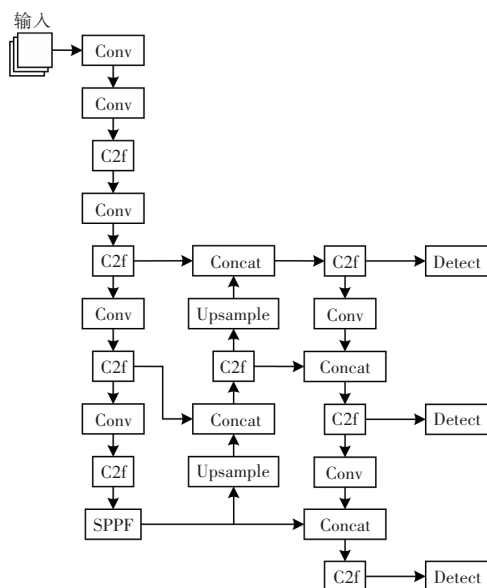 输入
Conv
Conv
C2f
Conv
C2f Concat C2f Detect
Conv Upsample Conv
C2f C2f Concat
Conv Concat C2f Detect
C2f Upsample Conv
SPPF Concat
C2f Detect